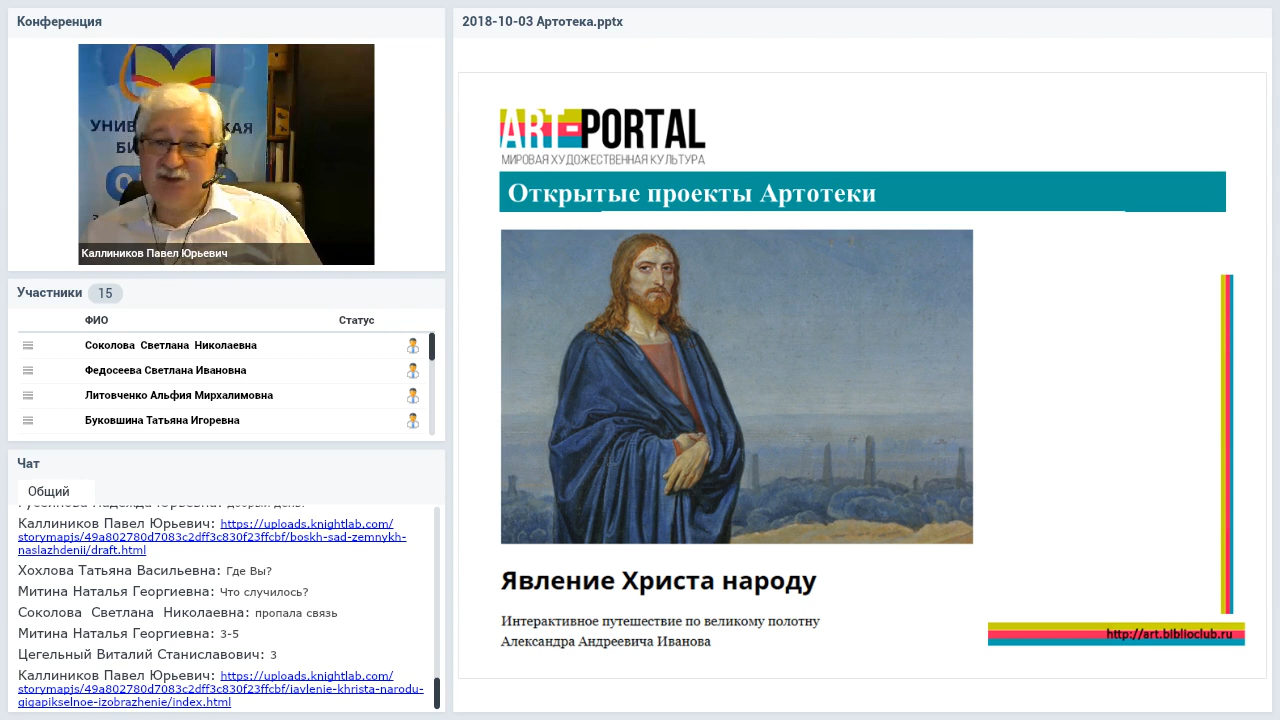 Конференция
Каллиников Павел Юрьевич
Участники 15
ФИО Статус
Соколова Светлана Николаевна
Федосеева Светлана Ивановна
Литовченко Альфия Мирхалимовна
Буковшина Татьяна Игоревна
Чат
Общий
Каллиников Павел Юрьевич: https://uploads.knightlab.com/
storymapjs/49a802780d7083c2dff3c830f23ffcbf/boskh-sad-zemnykh-
naslazhdenii/draft.html
Хохлова Татьяна Васильевна: Где Вы?
Митина Наталья Георгиевна: Что случилось?
Соколова Светлана Николаевна: пропала связь
Митина Наталья Георгиевна: 3-5
Цегельный Виталий Станиславович: 3
Каллиников Павел Юрьевич: https://uploads.knightlab.com/
storymapjs/49a802780d7083c2dff3c830f23ffcbf/iavlenie-khrista-narodu-
gigapikselnoe-izobrazhenie/index.html
2018-10-03 Артотека.pptx
ART-PORTAL
МИРОВАЯ ХУДОЖЕСТВЕННАЯ КУЛЬТУРА
Открытые проекты Артотеки
Явление Христа народу
Интерактивное путешествие по великому полотну
Александра Андреевича Иванова
http://art.biblioclub.ru